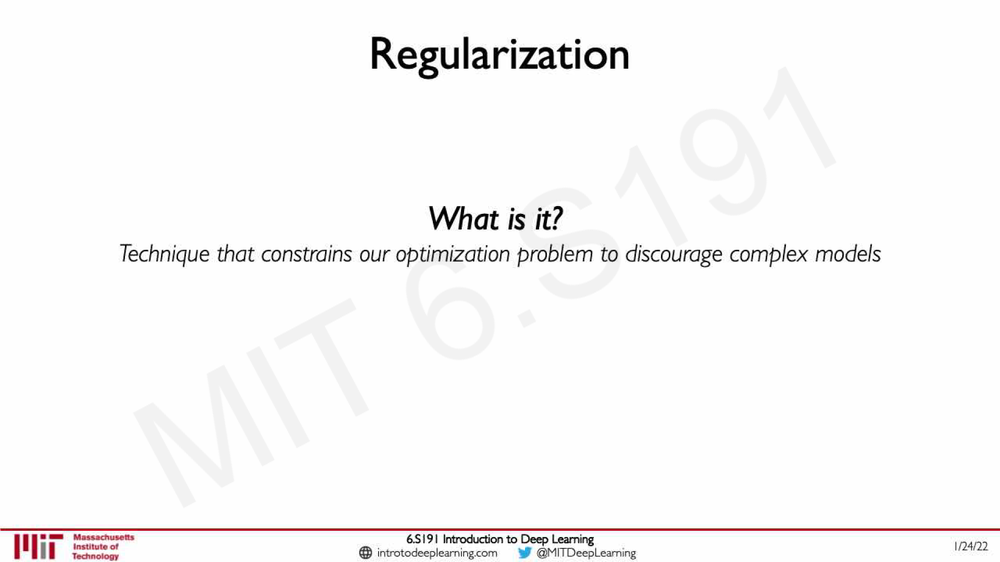 Regularization
What is it?
Technique that constrains our optimization problem to discourage complex models
MIT 6.S191
Massachusetts
Institute of
Technology
6.S191 Introduction to Deep Learning
introtodeeplearning.com @MITDeepLearning
1/24/22